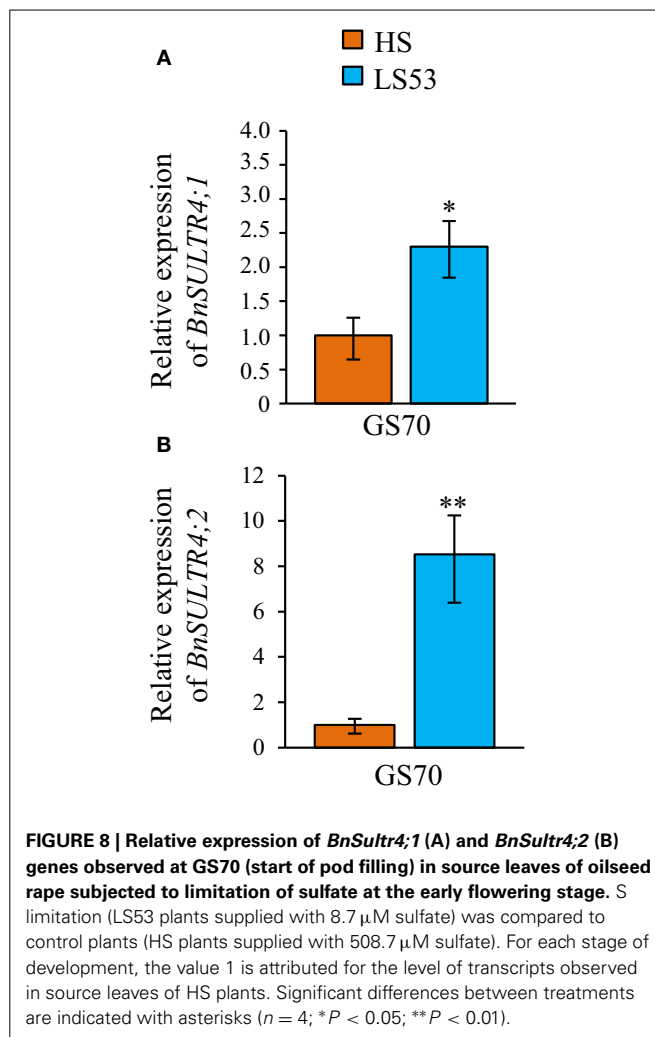 A
HS
LS53
Relative expression
of BnSULTR4;1
4.0
3.5
3.0
2.5
2.0
1.5
1.0
0.5
0
*
GS70
B
Relative expression
of BnSULTR4;2
12
10
8
6
4
2
0
**
GS70
FIGURE 8 | Relative expression of BnSultr4;1 (A) and BnSultr4;2 (B)
genes observed at GS70 (start of pod filling) in source leaves of oilseed
rape subjected to limitation of sulfate at the early flowering stage. S
limitation (LS53 plants supplied with 8.7 μM sulfate) was compared to
control plants (HS plants supplied with 508.7 μM sulfate). For each stage of
development, the value 1 is attributed for the level of transcripts observed
in source leaves of HS plants. Significant differences between treatments
are indicated with asterisks (n = 4; *P < 0.05; **P < 0.01).